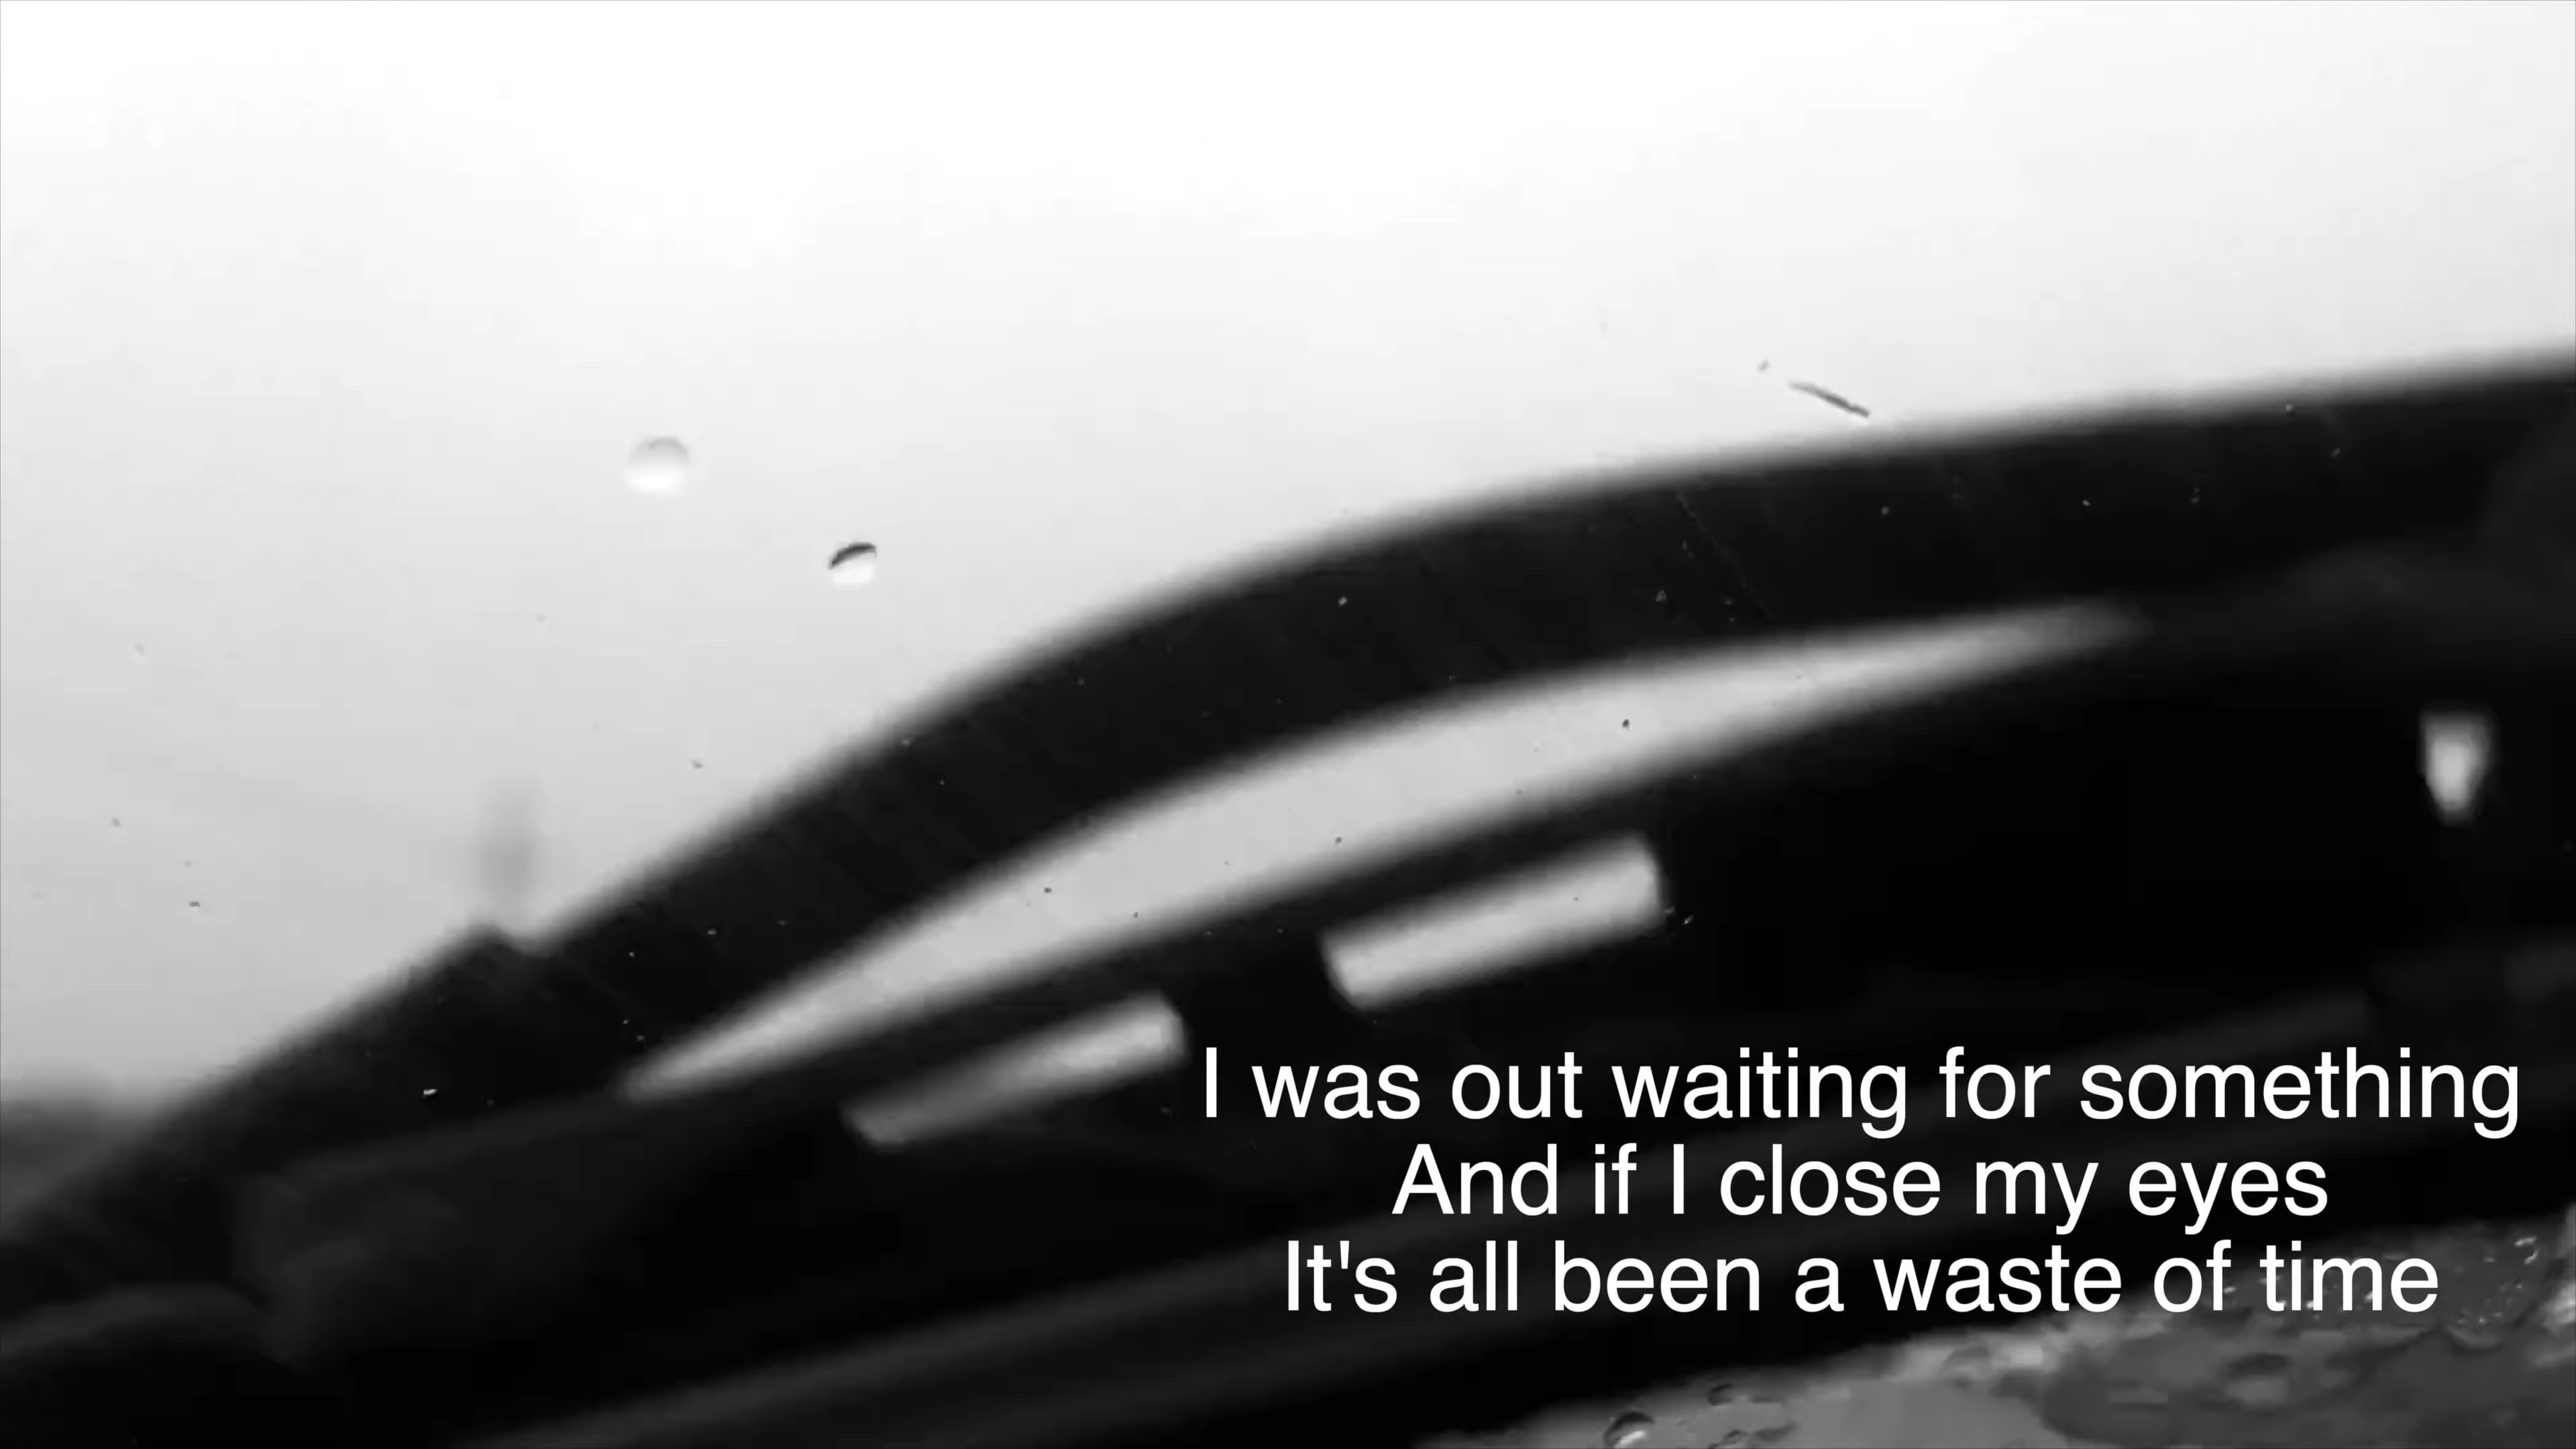 I was out waiting for something
And if I close my eyes
It's all been a waste of time